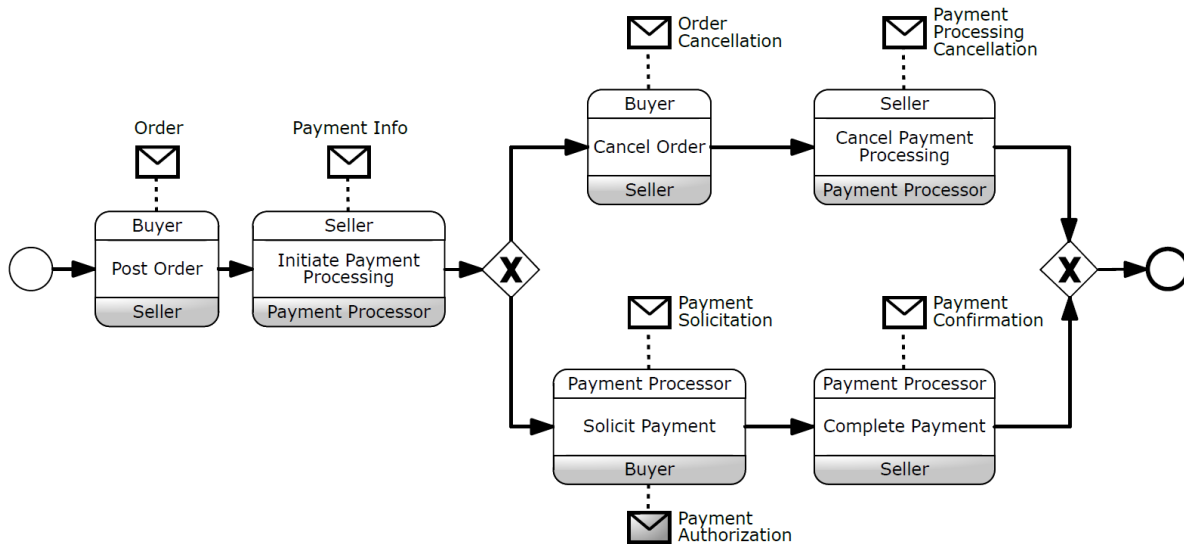 Order
Cancellation
Payment
Processing
Cancellation
Buyer
Cancel Order
Seller
Seller
Cancel Payment
Processing
Payment Processor
Order
Payment Info
Buyer
Post Order
Seller
Seller
Initiate Payment
Processing
Payment Processor
X
X
Payment
Solicitation
Payment
Confirmation
Payment Processor
Solicit Payment
Buyer
Payment Processor
Complete Payment
Seller
Payment
Authorization